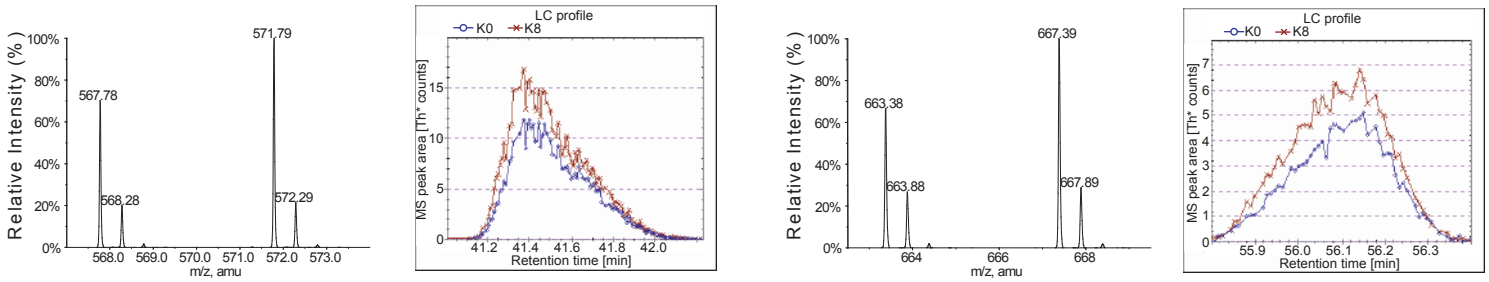 Relative Intensity (%)
100%
80%
60%
40%
20%
0%
567.78
568.28
571.79
572.29
568.0 569.0 570.0 571.0 572.0 573.0
m/z, amu
LC profile
K0 K8
MS peak area [Th* counts]
15
10
5
0
41.2 41.4 41.6 41.8 42.0
Retention time [min]
Relative Intensity (%)
100%
80%
60%
40%
20%
0%
663.38
663.88
667.39
667.89
664 666 668
m/z, amu
LC profile
K0 K8
MS peak area [Th* counts]
7
6
5
4
3
2
1
0
55.9 56.0 56.1 56.2 56.3
Retention time [min]